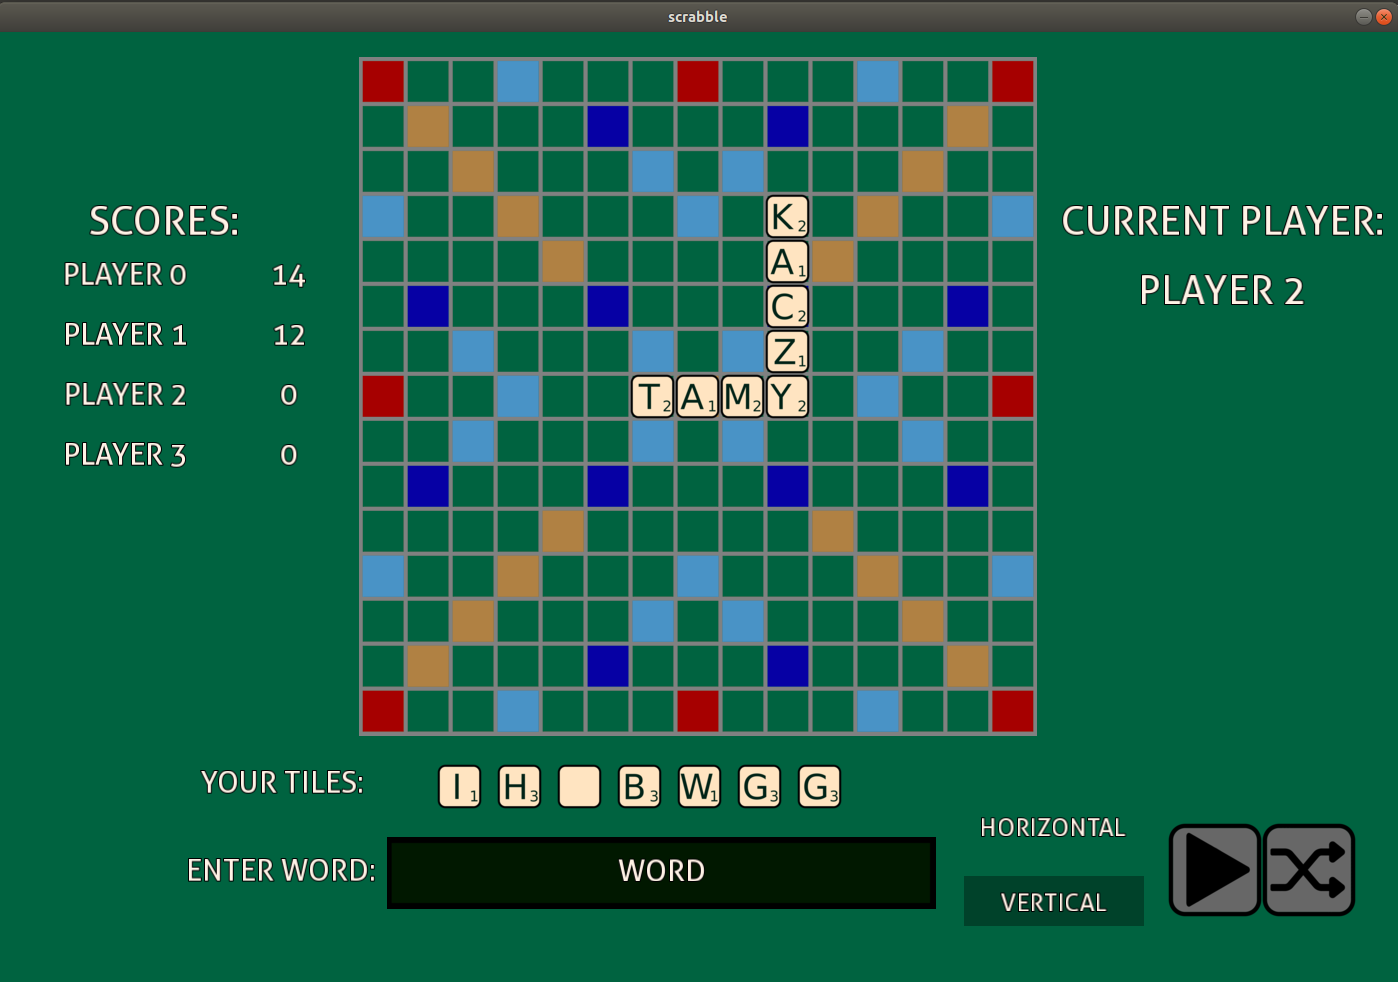 scrabble
SCORES:
PLAYER 0 14
PLAYER 1 12
PLAYER 2 0
PLAYER 3 0
CURRENT PLAYER:
PLAYER 2
K2
A1
C2
Z1
T2 A1 M2 Y2
YOUR TILES: I1 H3 B3 W1 G3 G3
ENTER WORD: WORD
HORIZONTAL
VERTICAL